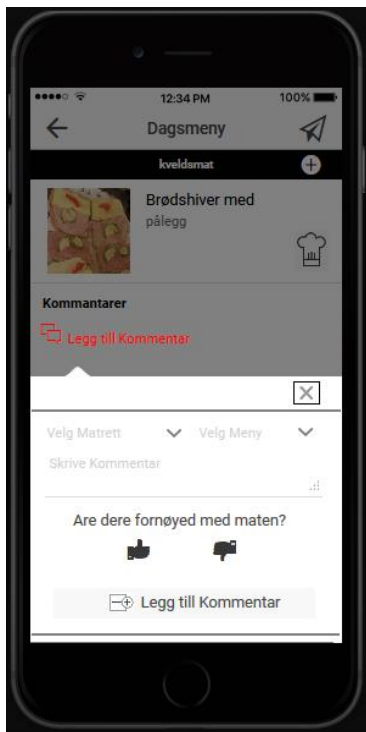 12:34 PM 100%
Dagsmeny
kveldsmat
Brødshiver med
pålegg
Kommantarer
Legg till Kommentar
Velg Matrett Velg Meny
Skrive Kommentar
Are dere fornøyed med maten?
Legg till Kommentar